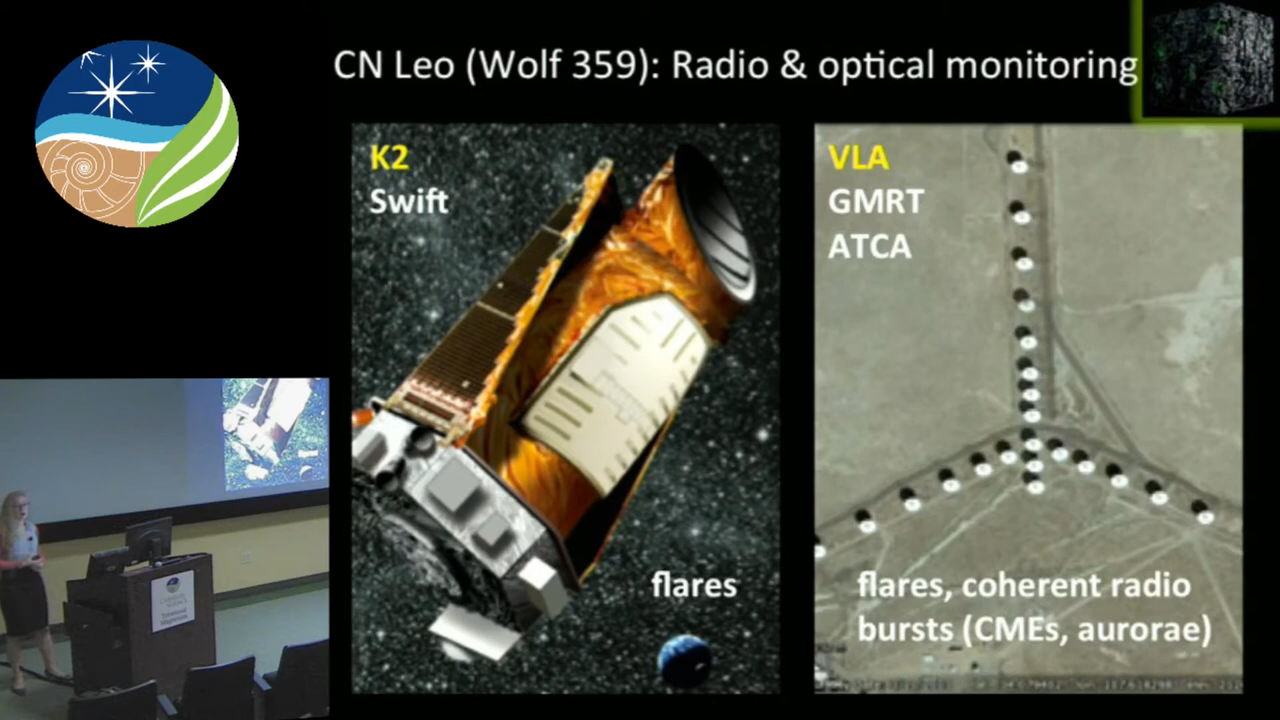 CN Leo (Wolf 359): Radio & optical monitoring
K2
Swift
flares
VLA
GMRT
ATCA
flares, coherent radio
bursts (CMEs, aurorae)